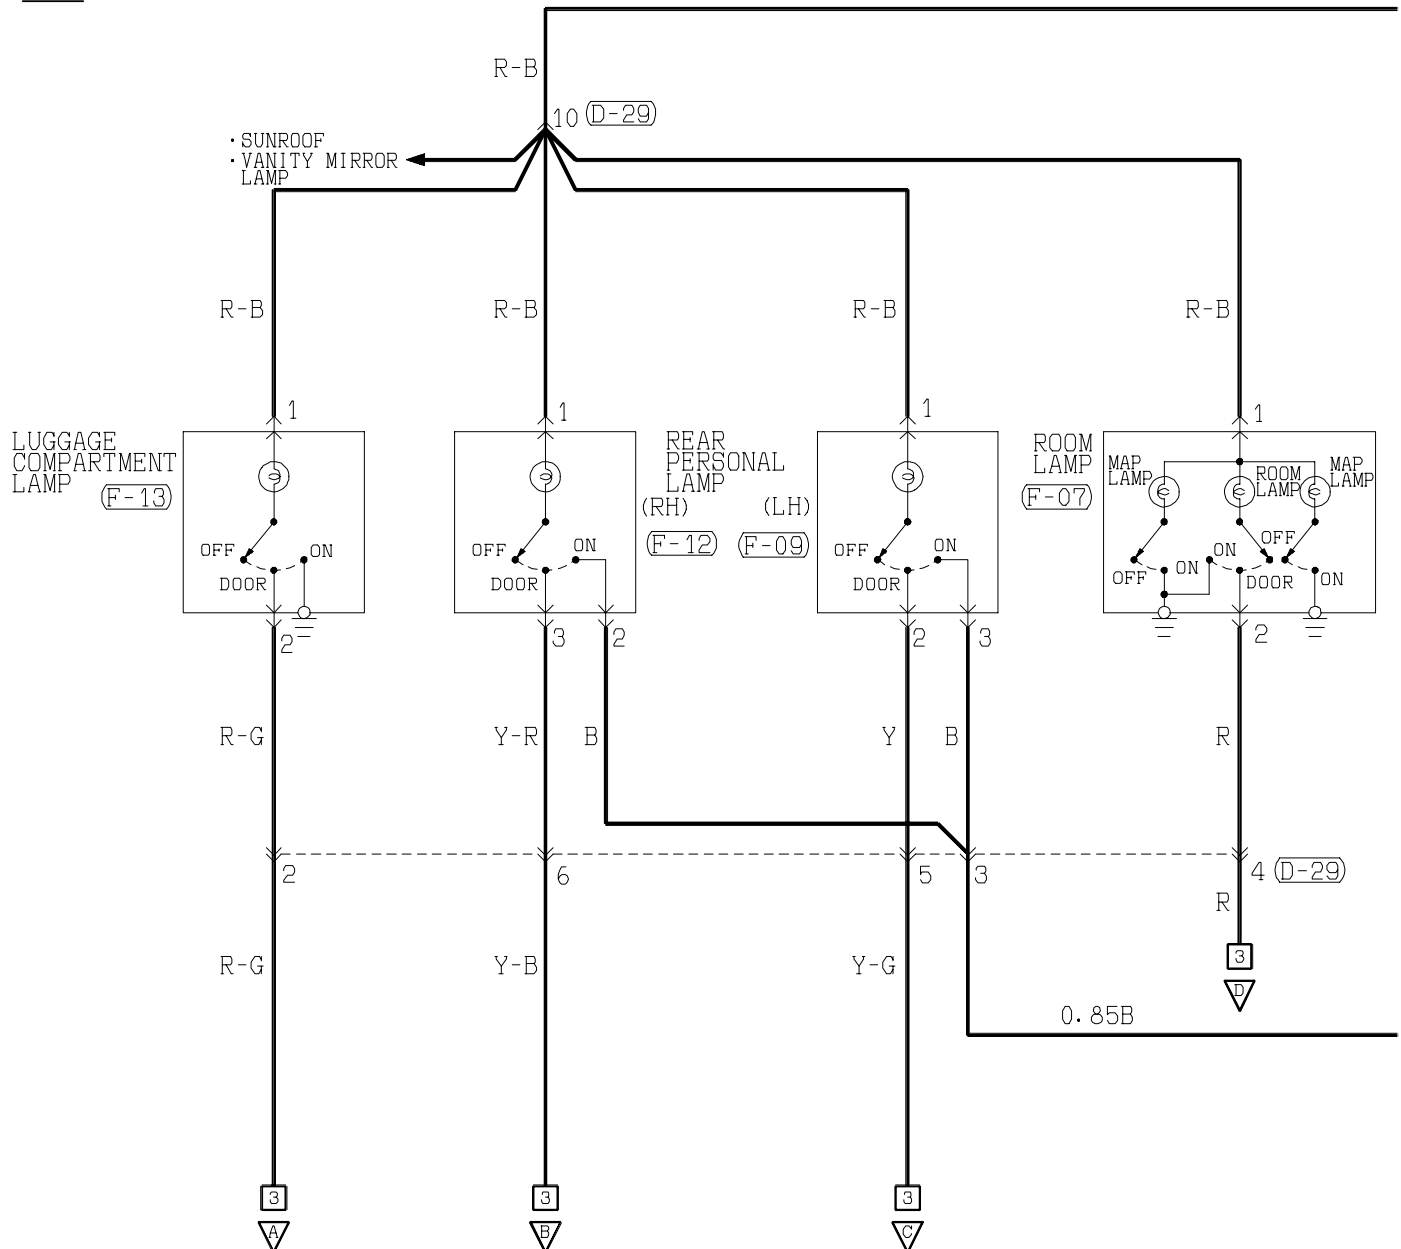 R-B
10 (D-29)
· SUNROOF
· VANITY MIRROR
LAMP
R-B
R-B
R-B
R-B
1
1
1
1
LUGGAGE
COMPARTMENT
LAMP
(F-13)
OFF
ON
DOOR
2
REAR
PERSONAL
LAMP
(RH)
(LH)
(F-12)
(F-09)
OFF
ON
DOOR
3
2
OFF
ON
DOOR
2
3
ROOM
LAMP
(F-07)
MAP
LAMP
ROOM
LAMP
MAP
LAMP
OFF
ON
ON
DOOR
OFF
ON
2
R-G
Y-R
B
Y
B
R
2
6
5
3
4 (D-29)
R
R-G
Y-B
Y-G
3
D
0.85B
3
3
3
A
B
C